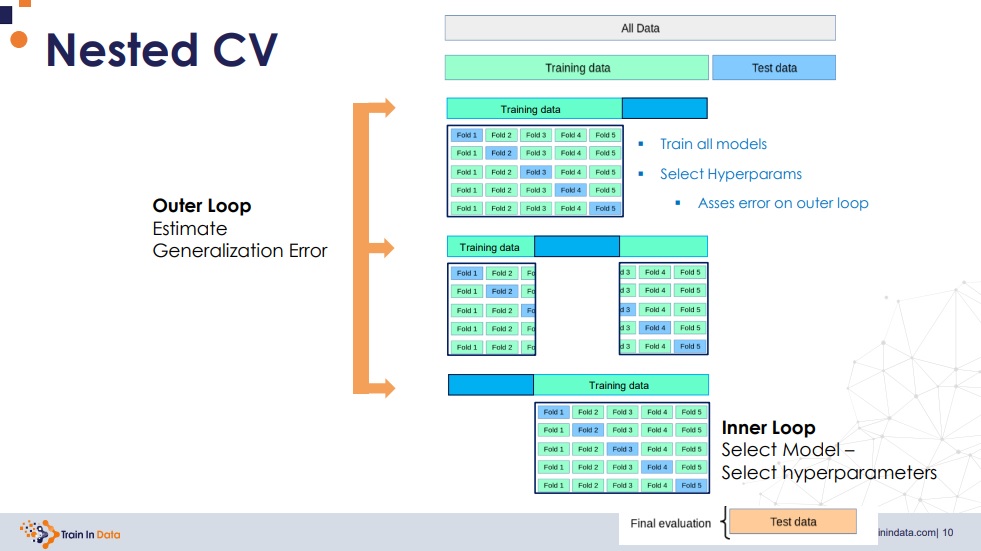 Nested CV
All Data
Training data
Test data
Training data
Fold 1 Fold 2 Fold 3 Fold 4 Fold 5
Fold 1 Fold 2 Fold 3 Fold 4 Fold 5
Fold 1 Fold 2 Fold 3 Fold 4 Fold 5
Fold 1 Fold 2 Fold 3 Fold 4 Fold 5
Fold 1 Fold 2 Fold 3 Fold 4 Fold 5
▪ Train all models
▪ Select Hyperparams
▪ Asses error on outer loop
Outer Loop
Estimate
Generalization Error
Training data
Fold 1 Fold 2 Fo
Fold 1 Fold 2 Fo
Fold 1 Fold 2 Fo
Fold 1 Fold 2 Fo
Fold 1 Fold 2 Fo
d 3 Fold 4 Fold 5
d 3 Fold 4 Fold 5
d 3 Fold 4 Fold 5
d 3 Fold 4 Fold 5
d 3 Fold 4 Fold 5
Training data
Fold 1 Fold 2 Fold 3 Fold 4 Fold 5
Fold 1 Fold 2 Fold 3 Fold 4 Fold 5
Fold 1 Fold 2 Fold 3 Fold 4 Fold 5
Fold 1 Fold 2 Fold 3 Fold 4 Fold 5
Fold 1 Fold 2 Fold 3 Fold 4 Fold 5
Inner Loop
Select Model –
Select hyperparameters
Train In Data
Final evaluation
Test data
inindata.com| 10